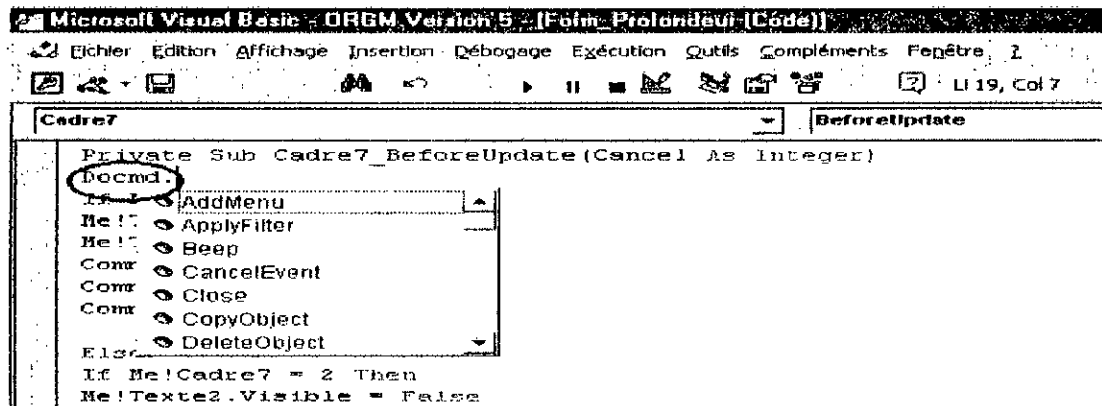 Microsoft Visual Basic - ORGM Version 5 - [Form_Profondeur (Code)]
Fichier Edition Affichage Insertion Débogage Exécution Outils Compléments Fenêtre ?
Li 19, Col 7
Cadre7 BeforeUpdate
Private Sub Cadre7_BeforeUpdate(Cancel As Integer)
Docmd.
If
AddMenu
Me!
ApplyFilter
Me!
Beep
Comm
CancelEvent
Comm
Close
Comm
CopyObject
DeleteObject
Else
If Me!Cadre7 = 2 Then
Me!Texte2.Visible = False